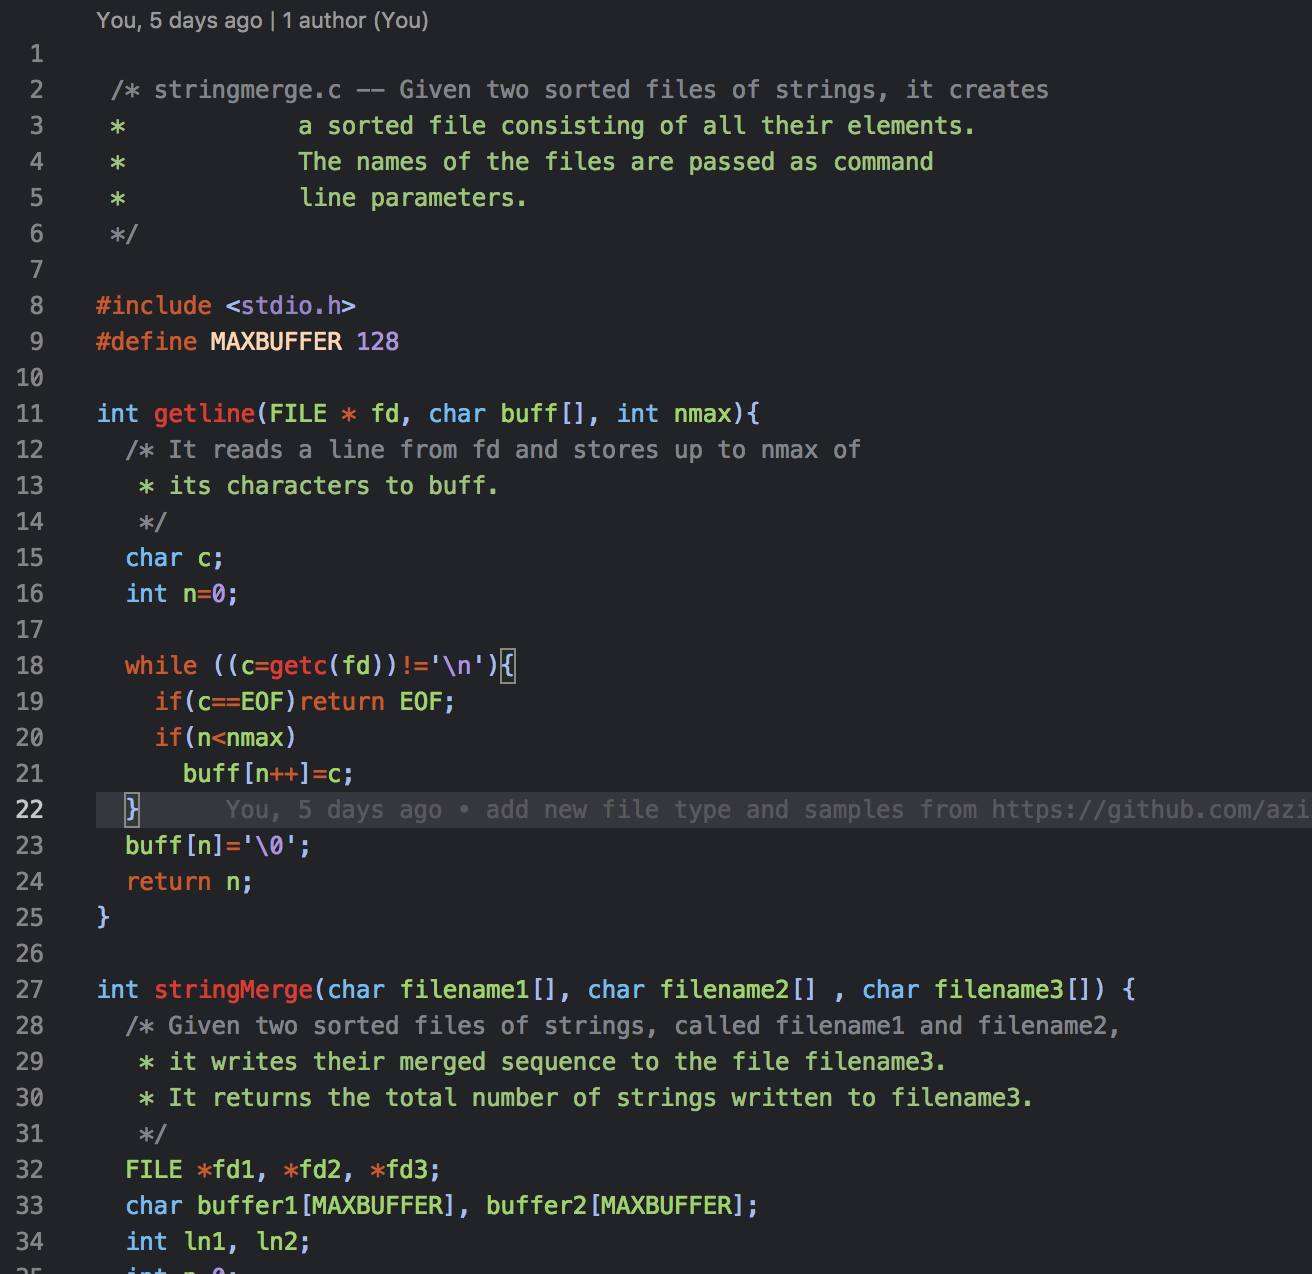 You, 5 days ago | 1 author (You)
1
2 /* stringmerge.c -- Given two sorted files of strings, it creates
3 * a sorted file consisting of all their elements.
4 * The names of the files are passed as command
5 * line parameters.
6 */
7
8 #include <stdio.h>
9 #define MAXBUFFER 128
10
11 int getline(FILE * fd, char buff[], int nmax){
12 /* It reads a line from fd and stores up to nmax of
13 * its characters to buff.
14 */
15 char c;
16 int n=0;
17
18 while ((c=getc(fd))!='\n'){
19 if(c==EOF)return EOF;
20 if(n<nmax)
21 buff[n++]=c;
22 } You, 5 days ago • add new file type and samples from https://github.com/azi
23 buff[n]='\0';
24 return n;
25 }
26
27 int stringMerge(char filename1[], char filename2[] , char filename3[]) {
28 /* Given two sorted files of strings, called filename1 and filename2,
29 * it writes their merged sequence to the file filename3.
30 * It returns the total number of strings written to filename3.
31 */
32 FILE *fd1, *fd2, *fd3;
33 char buffer1[MAXBUFFER], buffer2[MAXBUFFER];
34 int ln1, ln2;